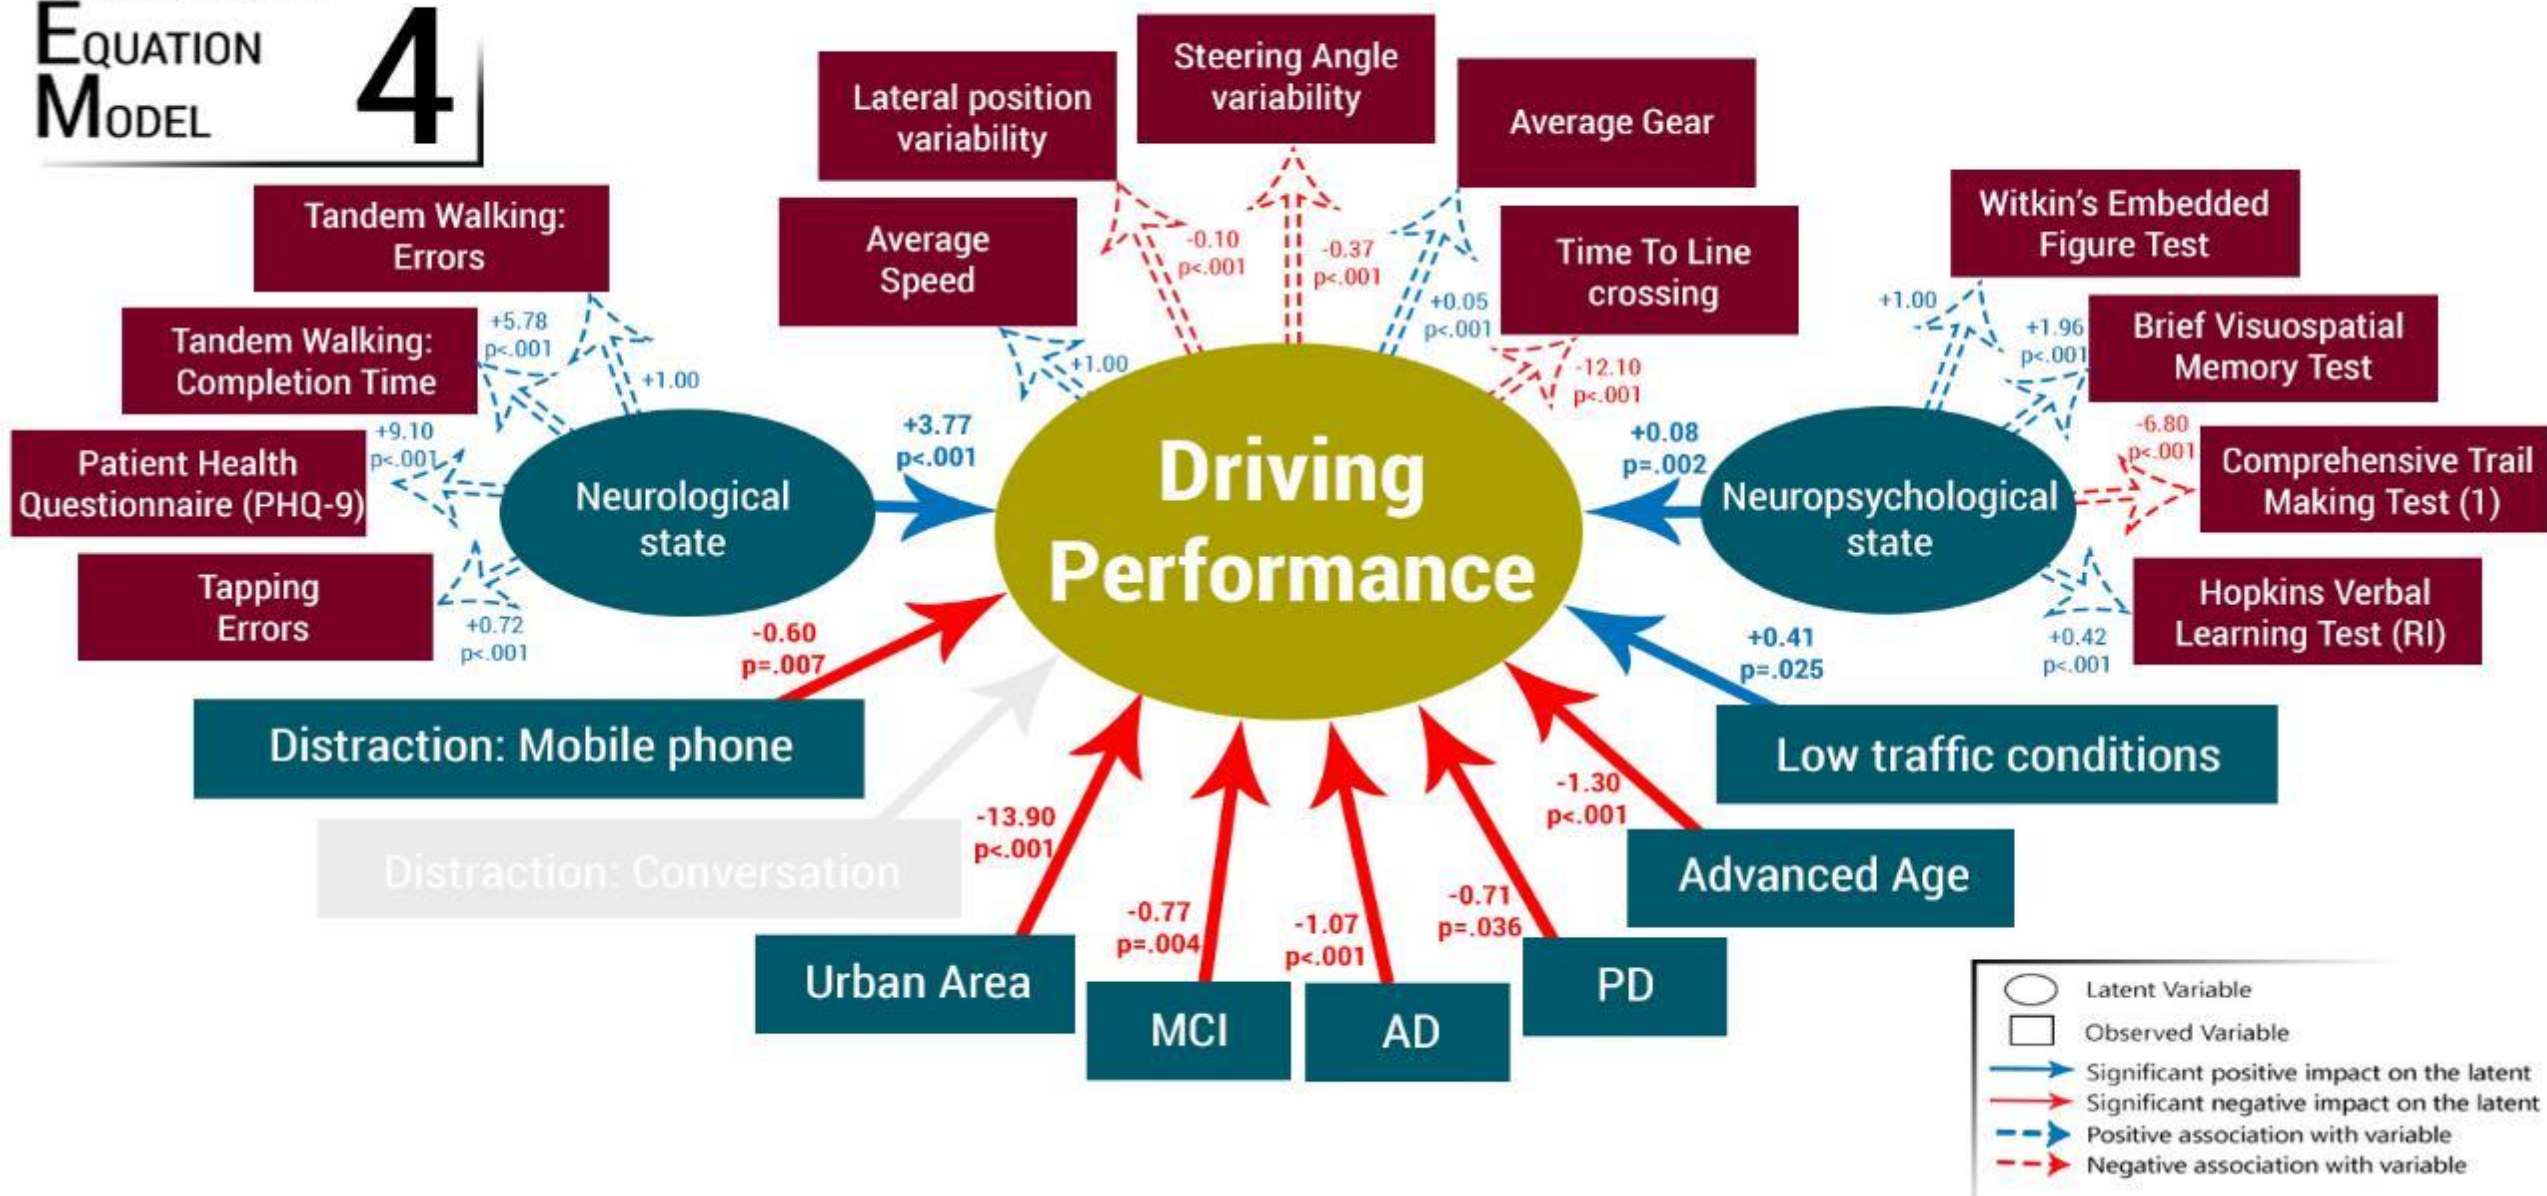 EQUATION
MODEL
4
Steering Angle
variability
Lateral position
variability
Average Gear
Average
Speed
Time To Line
crossing
Tandem Walking:
Errors
Tandem Walking:
Completion Time
Patient Health
Questionnaire (PHQ-9)
Tapping
Errors
Witkin's Embedded
Figure Test
Brief Visuospatial
Memory Test
Comprehensive Trail
Making Test (1)
Hopkins Verbal
Learning Test (RI)
+5.78
p<.001
+1.00
+9.10
p<.001
+0.72
p<.001
+1.00
-0.10
p<.001
-0.37
p<.001
+0.05
p<.001
-12.10
p<.001
+1.00
+1.96
p<.001
-6.80
p<.001
+0.42
p<.001
Neurological
state
+3.77
p<.001
Driving
Performance
+0.08
p=.002
Neuropsychological
state
-0.60
p=.007
Distraction: Mobile phone
Distraction: Conversation
-13.90
p<.001
Urban Area
-0.77
p=.004
MCI
-1.07
p<.001
AD
-0.71
p=.036
PD
-1.30
p<.001
Advanced Age
+0.41
p=.025
Low traffic conditions
Latent Variable
Observed Variable
Significant positive impact on the latent
Significant negative impact on the latent
Positive association with variable
Negative association with variable